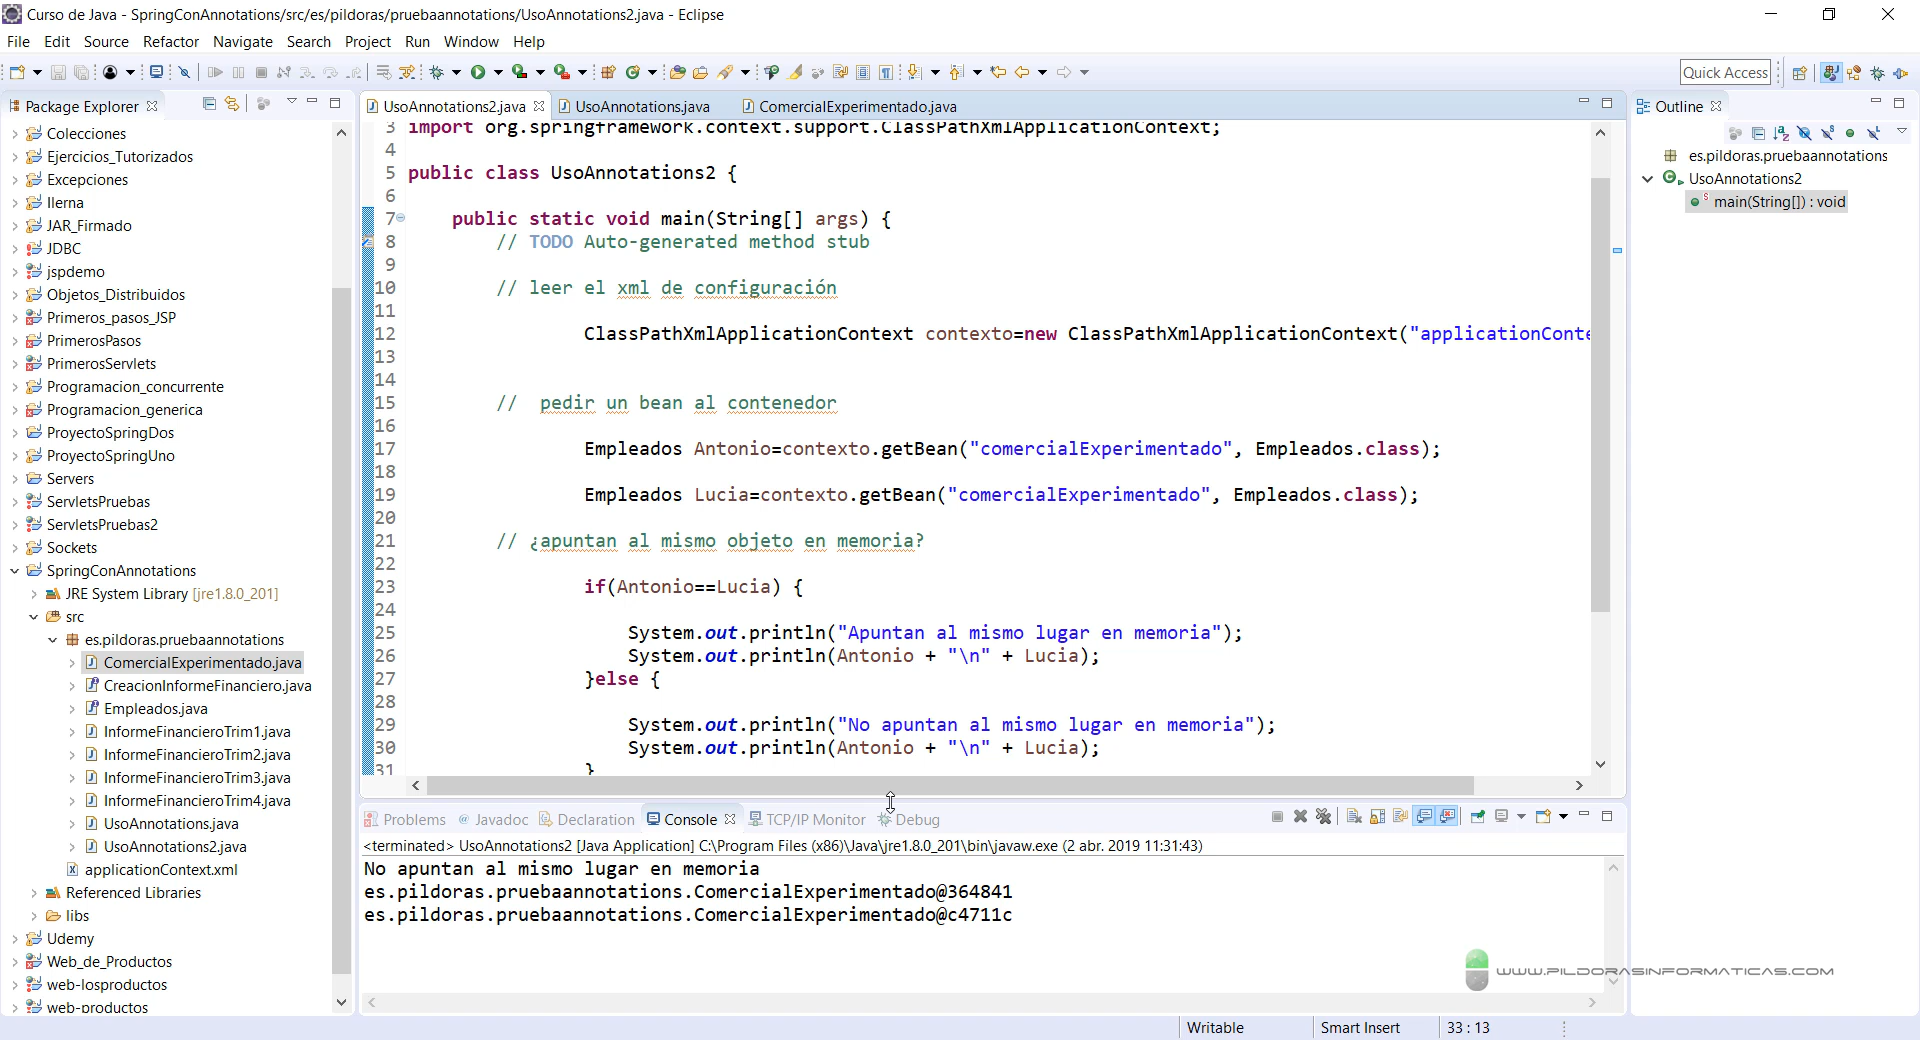 Curso de Java - SpringConAnnotations/src/es/pildoras/pruebaannotations/UsoAnnotations2.java - Eclipse
File Edit Source Refactor Navigate Search Project Run Window Help
Quick Access
Package Explorer
Colecciones
Ejercicios_Tutorizados
Excepciones
Ilerna
JAR_Firmado
JDBC
jspdemo
Objetos_Distribuidos
Primeros_pasos_JSP
PrimerosPasos
PrimerosServlets
Programacion_concurrente
Programacion_generica
ProyectoSpringDos
ProyectoSpringUno
Servers
ServletsPruebas
ServletsPruebas2
Sockets
SpringConAnnotations
JRE System Library [jre1.8.0_201]
src
es.pildoras.pruebaannotations
ComercialExperimentado.java
CreacionInformeFinanciero.java
Empleados.java
InformeFinancieroTrim1.java
InformeFinancieroTrim2.java
InformeFinancieroTrim3.java
InformeFinancieroTrim4.java
UsoAnnotations.java
UsoAnnotations2.java
applicationContext.xml
Referenced Libraries
libs
Udemy
Web_de_Productos
web-losproductos
web-productos
UsoAnnotations2.java UsoAnnotations.java ComercialExperimentado.java
3 import org.springframework.context.support.ClassPathXmlApplicationContext;
4
5 public class UsoAnnotations2 {
6
7 public static void main(String[] args) {
8 // TODO Auto-generated method stub
9
10 // leer el xml de configuración
11
12 ClassPathXmlApplicationContext contexto=new ClassPathXmlApplicationContext("applicationConte
13
14
15 // pedir un bean al contenedor
16
17 Empleados Antonio=contexto.getBean("comercialExperimentado", Empleados.class);
18
19 Empleados Lucia=contexto.getBean("comercialExperimentado", Empleados.class);
20
21 // ¿apuntan al mismo objeto en memoria?
22
23 if(Antonio==Lucia) {
24
25 System.out.println("Apuntan al mismo lugar en memoria");
26 System.out.println(Antonio + "\n" + Lucia);
27 }else {
28
29 System.out.println("No apuntan al mismo lugar en memoria");
30 System.out.println(Antonio + "\n" + Lucia);
31 }
Problems @ Javadoc Declaration Console TCP/IP Monitor Debug
<terminated> UsoAnnotations2 [Java Application] C:\Program Files (x86)\Java\jre1.8.0_201\bin\javaw.exe (2 abr. 2019 11:31:43)
No apuntan al mismo lugar en memoria
es.pildoras.pruebaannotations.ComercialExperimentado@364841
es.pildoras.pruebaannotations.ComercialExperimentado@c4711c
Outline
es.pildoras.pruebaannotations
UsoAnnotations2
main(String[]) : void
WWW.PILDORASINFORMATICAS.COM
Writable Smart Insert 33 : 13